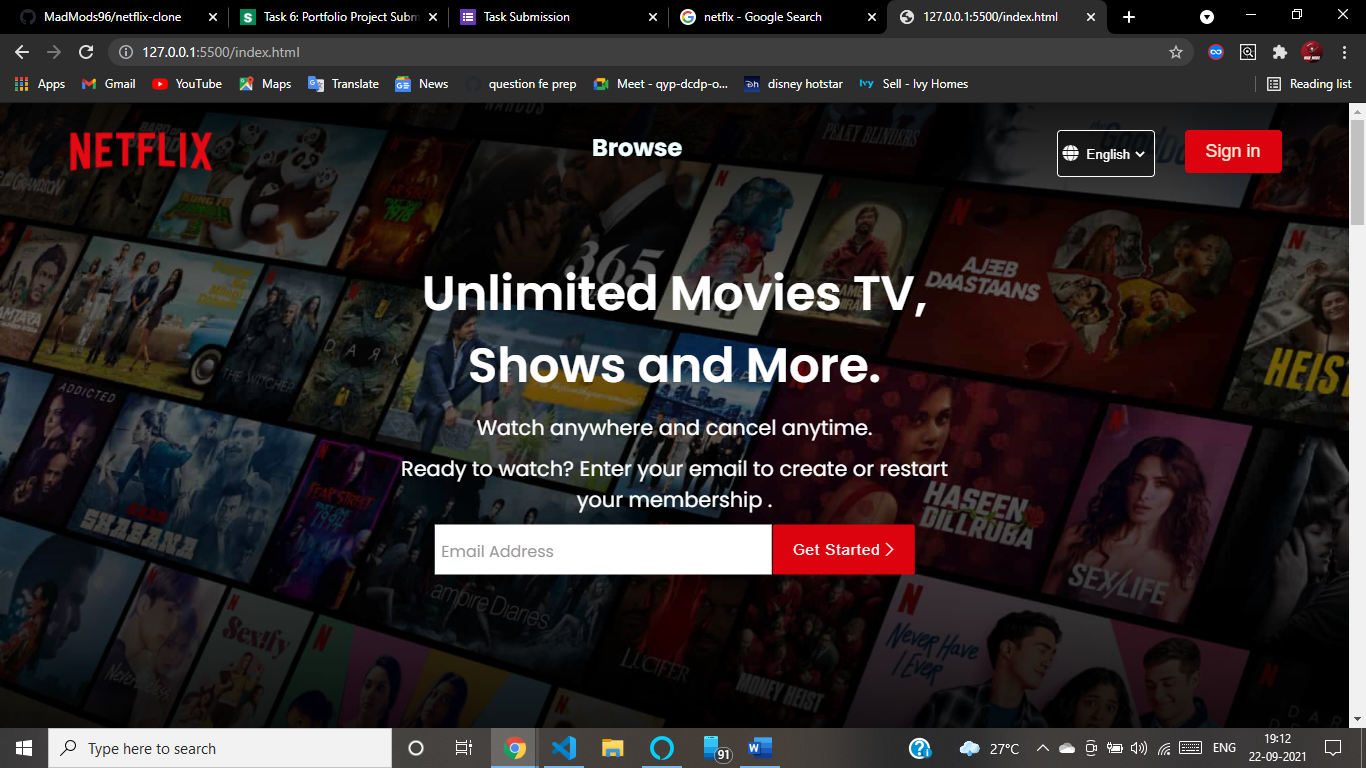 MadMods96/netflix-clone
Task 6: Portfolio Project Subm
Task Submission
netflx - Google Search
127.0.0.1:5500/index.html
127.0.0.1:5500/index.html
Apps
Gmail
YouTube
Maps
Translate
News
question fe prep
Meet - qyp-dcdp-o...
disney hotstar
Ivy
Sell - Ivy Homes
Reading list
NETFLIX
Browse
English
Sign in
NARCOS
PEAKY BLINDERS
365
AJEEB
DAASTAANS
THE WITCHER
DARK
HEIST
ADDICTED
FEAR STREET
HASEEN
DILLRUBA
SEX/LIFE
Sexify
LUCIFER
MONEY HEIST
Never Have
I Ever
Unlimited Movies TV,
Shows and More.
Watch anywhere and cancel anytime.
Ready to watch? Enter your email to create or restart
your membership .
Email Address
Get Started
Type here to search
91
27°C
ENG
19:12
22-09-2021